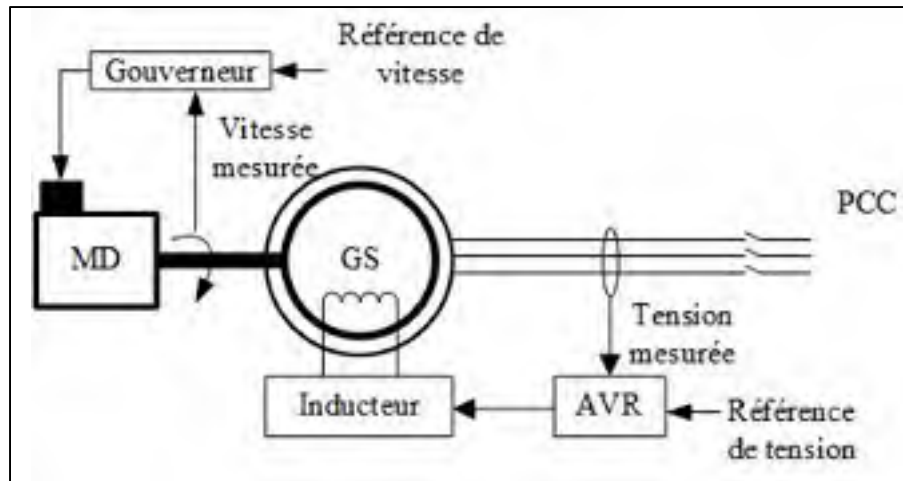 Référence de
vitesse
Gouverneur
Vitesse
mesurée
PCC
MD
GS
Tension
mesurée
Inducteur
AVR
Référence
de tension